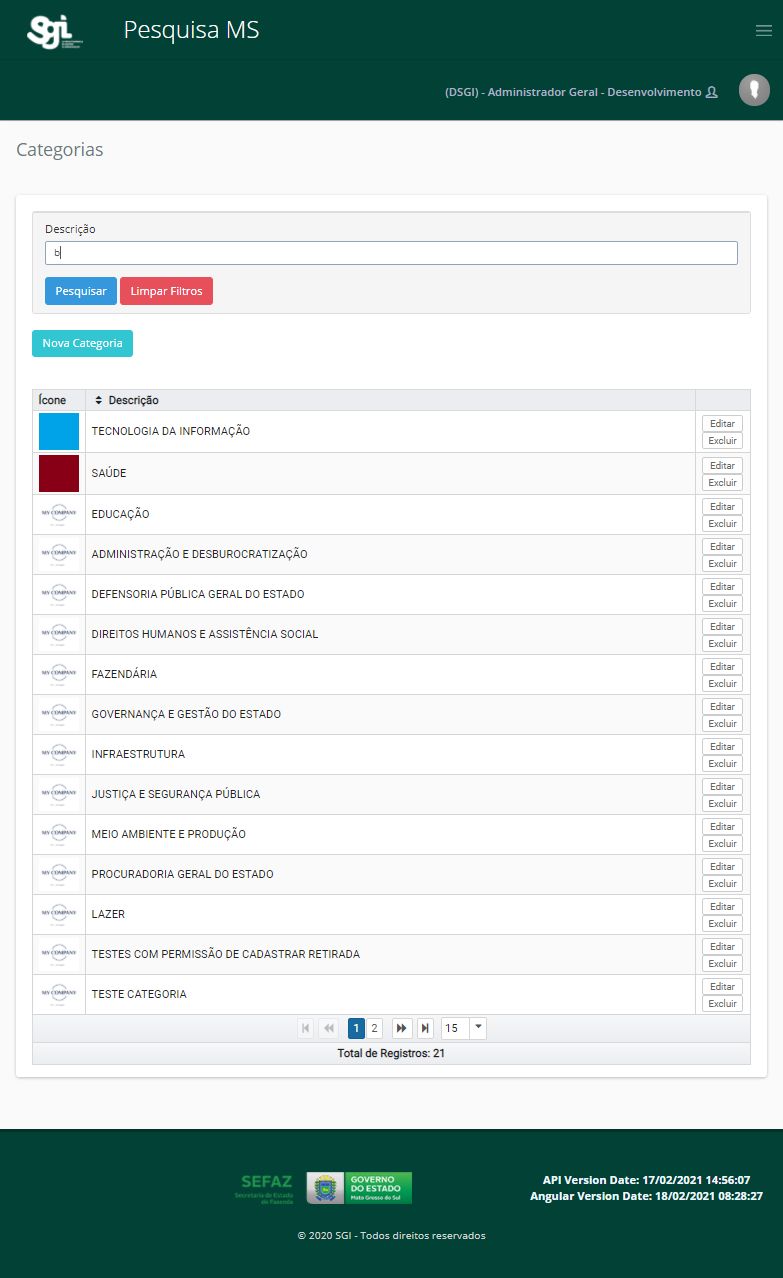 Sgi
Pesquisa MS
(DSGI) - Administrador Geral - Desenvolvimento
Categorias
Descrição
b
Pesquisar Limpar Filtros
Nova Categoria
Ícone Descrição
TECNOLOGIA DA INFORMAÇÃO Editar
Excluir
SAÚDE Editar
Excluir
MY COMPANY EDUCAÇÃO Editar
Excluir
MY COMPANY ADMINISTRAÇÃO E DESBUROCRATIZAÇÃO Editar
Excluir
MY COMPANY DEFENSORIA PÚBLICA GERAL DO ESTADO Editar
Excluir
MY COMPANY DIREITOS HUMANOS E ASSISTÊNCIA SOCIAL Editar
Excluir
MY COMPANY FAZENDÁRIA Editar
Excluir
MY COMPANY GOVERNANÇA E GESTÃO DO ESTADO Editar
Excluir
MY COMPANY INFRAESTRUTURA Editar
Excluir
MY COMPANY JUSTIÇA E SEGURANÇA PÚBLICA Editar
Excluir
MY COMPANY MEIO AMBIENTE E PRODUÇÃO Editar
Excluir
MY COMPANY PROCURADORIA GERAL DO ESTADO Editar
Excluir
MY COMPANY LAZER Editar
Excluir
MY COMPANY TESTES COM PERMISSÃO DE CADASTRAR RETIRADA Editar
Excluir
MY COMPANY TESTE CATEGORIA Editar
Excluir
1 2 15
Total de Registros: 21
SEFAZ
Secretaria de Estado
de Fazenda
GOVERNO
DO ESTADO
Mato Grosso do Sul
API Version Date: 17/02/2021 14:56:07
Angular Version Date: 18/02/2021 08:28:27
© 2020 SGI - Todos direitos reservados